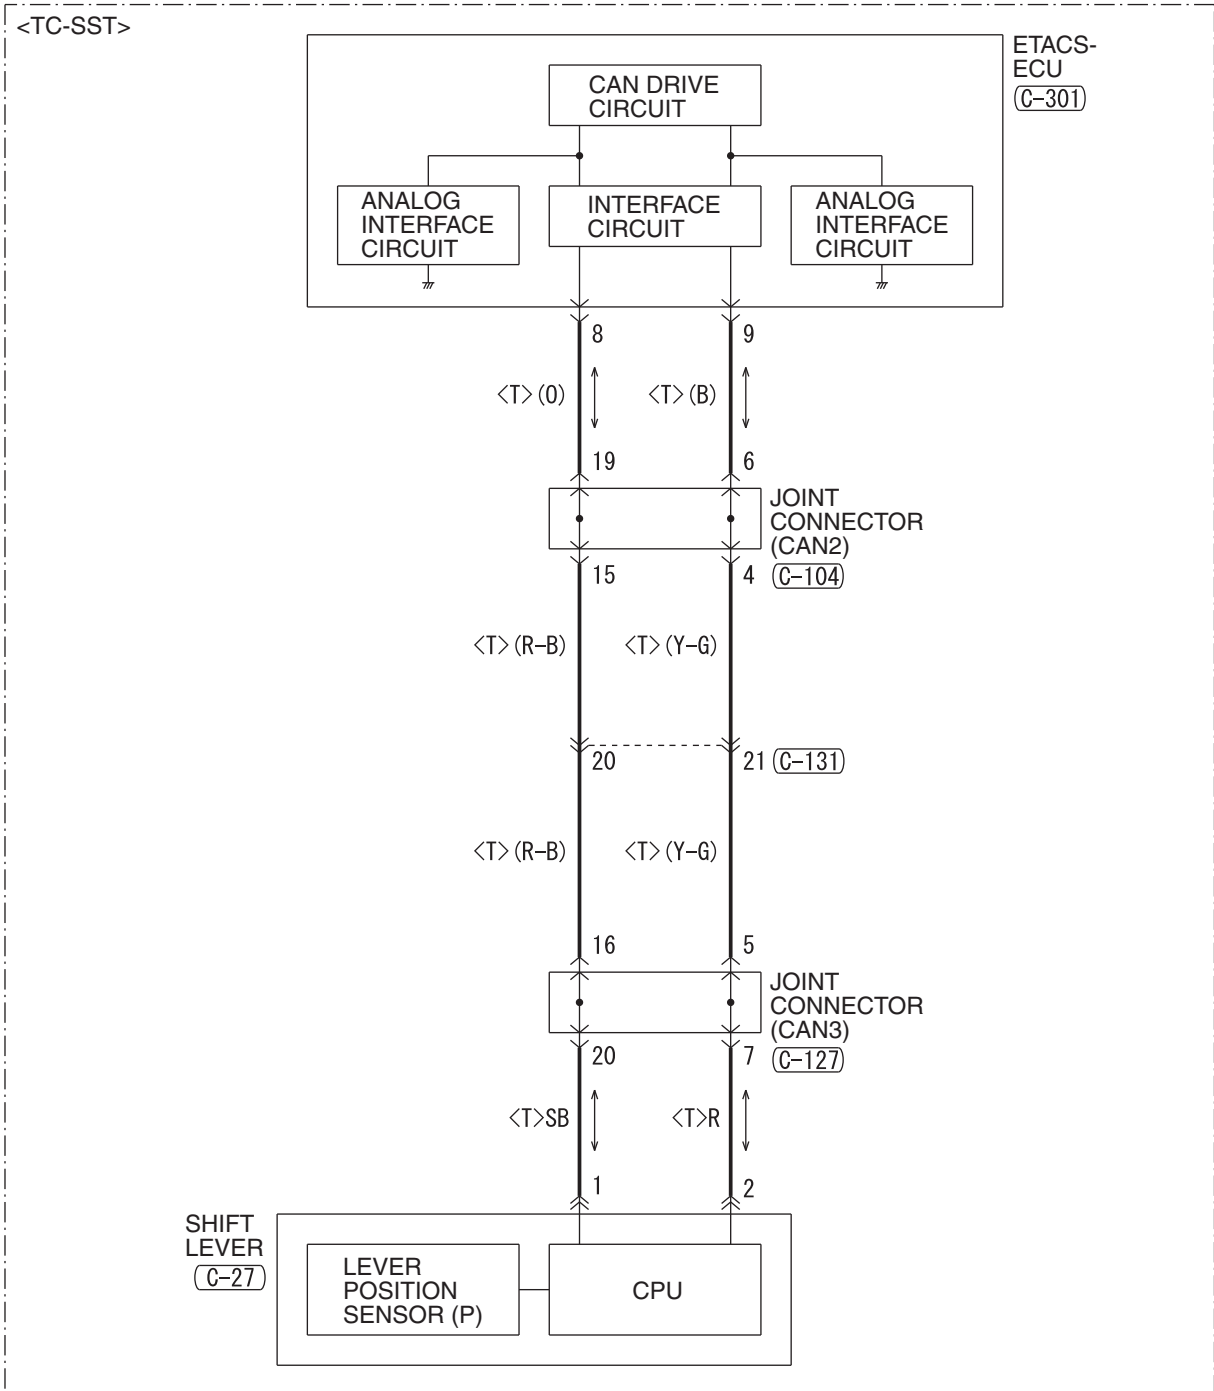 <TC-SST>
ETACS-
ECU
C-301
CAN DRIVE
CIRCUIT
ANALOG
INTERFACE
CIRCUIT
INTERFACE
CIRCUIT
ANALOG
INTERFACE
CIRCUIT
8 9
<T>(O) <T>(B)
19 6
JOINT
CONNECTOR
(CAN2)
C-104
15 4
<T>(R-B) <T>(Y-G)
20 21 C-131
<T>(R-B) <T>(Y-G)
16 5
JOINT
CONNECTOR
(CAN3)
C-127
20 7
<T>SB <T>R
1 2
SHIFT
LEVER
C-27
LEVER
POSITION
SENSOR (P)
CPU